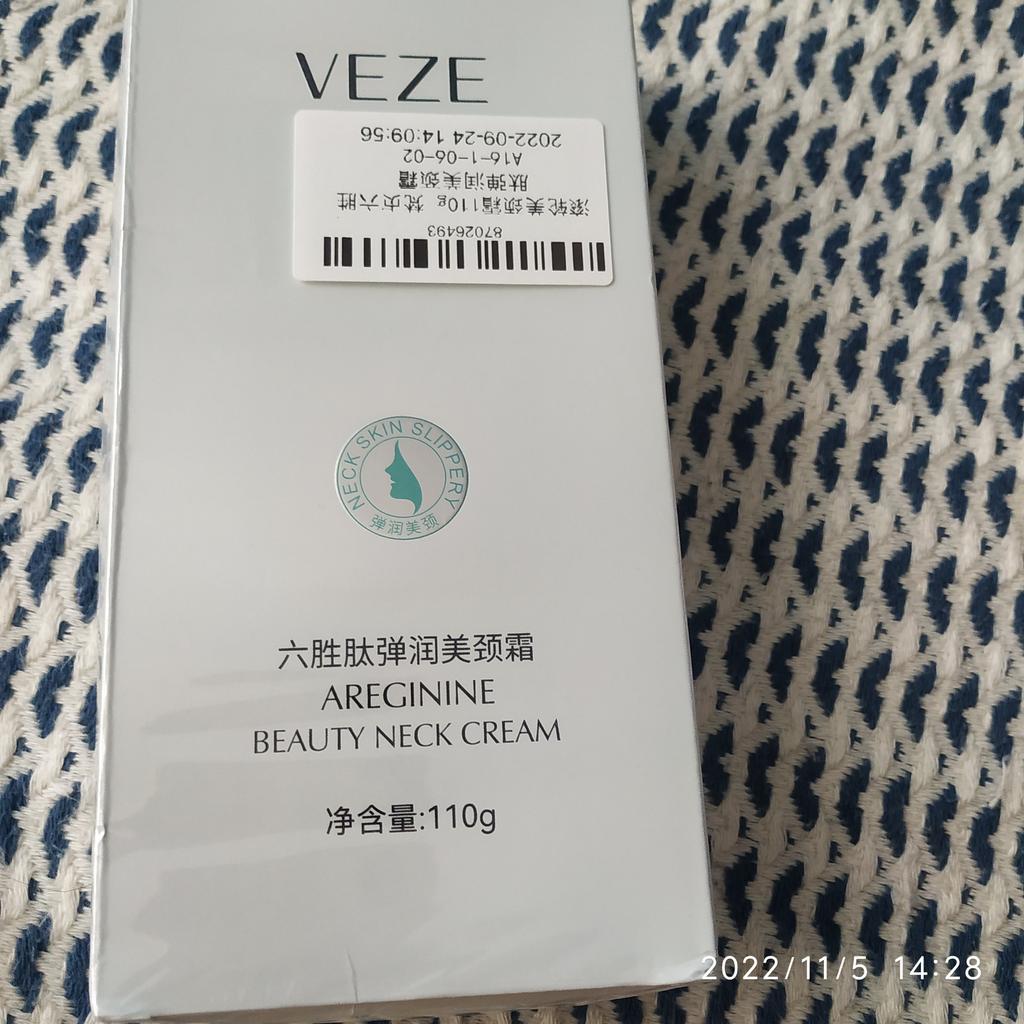 VEZE
87026493
滚轮美颈霜110g 梵贞六胜
肽弹润美颈霜
A16-1-06-02
2022-09-24 14:09:56
NECK SKIN SLIPPERY
弹润美颈
六胜肽弹润美颈霜
AREGININE
BEAUTY NECK CREAM
净含量:110g
2022/11/5 14:28